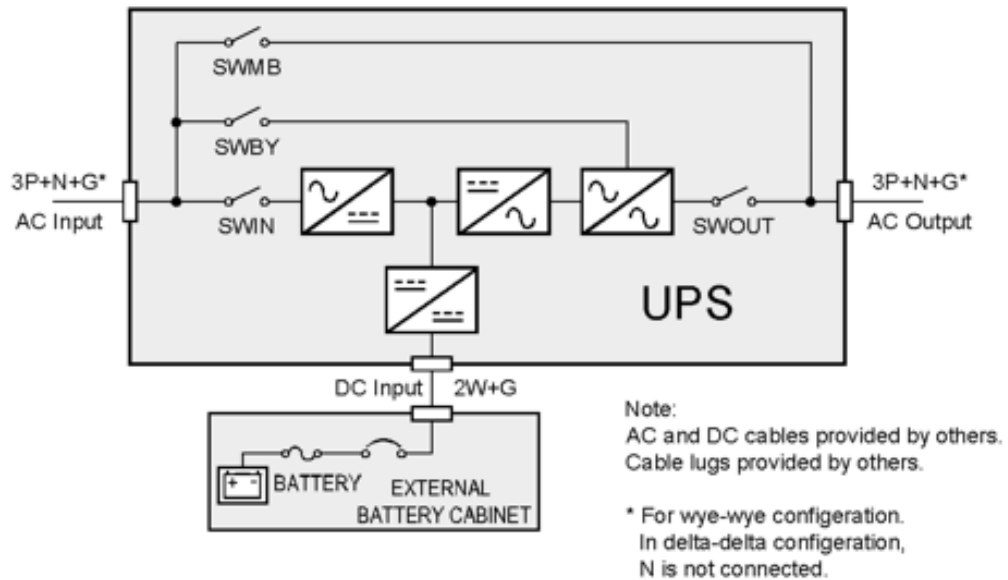 SWMB
SWBY
3P+N+G*
AC Input
SWIN
SWOUT
3P+N+G*
AC Output
UPS
DC Input 2W+G
BATTERY
EXTERNAL
BATTERY CABINET
Note:
AC and DC cables provided by others.
Cable lugs provided by others.
* For wye-wye configeration.
In delta-delta configeration,
N is not connected.